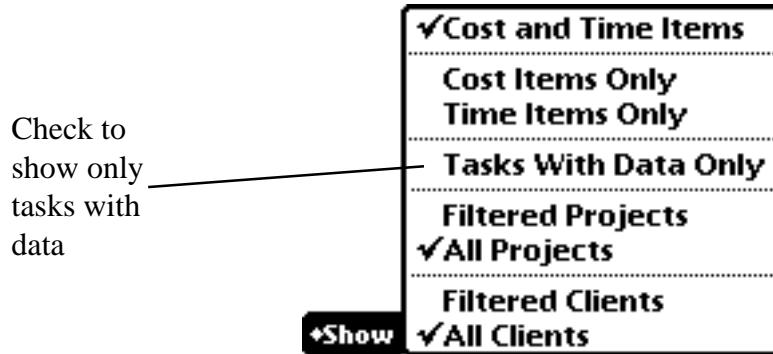 ✓Cost and Time Items
Cost Items Only
Time Items Only
Check to
show only
tasks with
data
Tasks With Data Only
Filtered Projects
✓All Projects
Filtered Clients
♦Show
✓All Clients